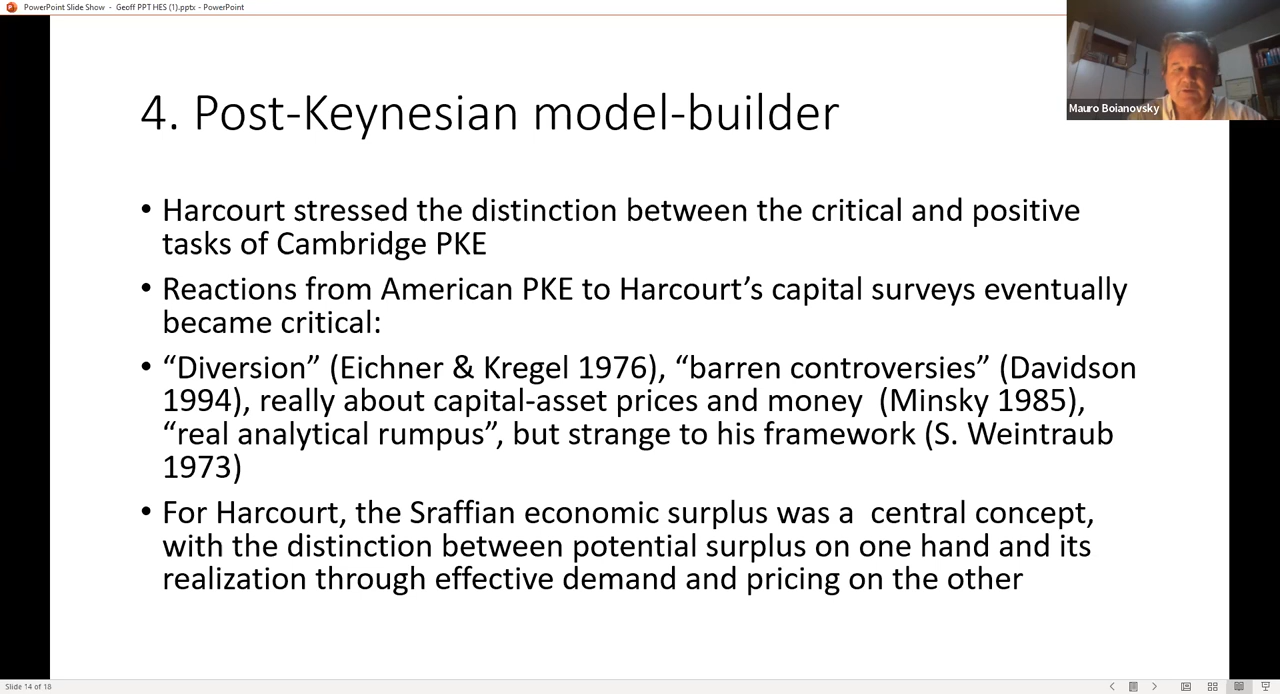 PowerPoint Slide Show - Geoff PPT HES (1).pptx - PowerPoint
Mauro Boianovsky
4. Post-Keynesian model-builder
• Harcourt stressed the distinction between the critical and positive
tasks of Cambridge PKE
• Reactions from American PKE to Harcourt’s capital surveys eventually
became critical:
• “Diversion” (Eichner & Kregel 1976), “barren controversies” (Davidson
1994), really about capital-asset prices and money  (Minsky 1985),
“real analytical rumpus”, but strange to his framework (S. Weintraub
1973)
• For Harcourt, the Sraffian economic surplus was a  central concept,
with the distinction between potential surplus on one hand and its
realization through effective demand and pricing on the other
Slide 14 of 18